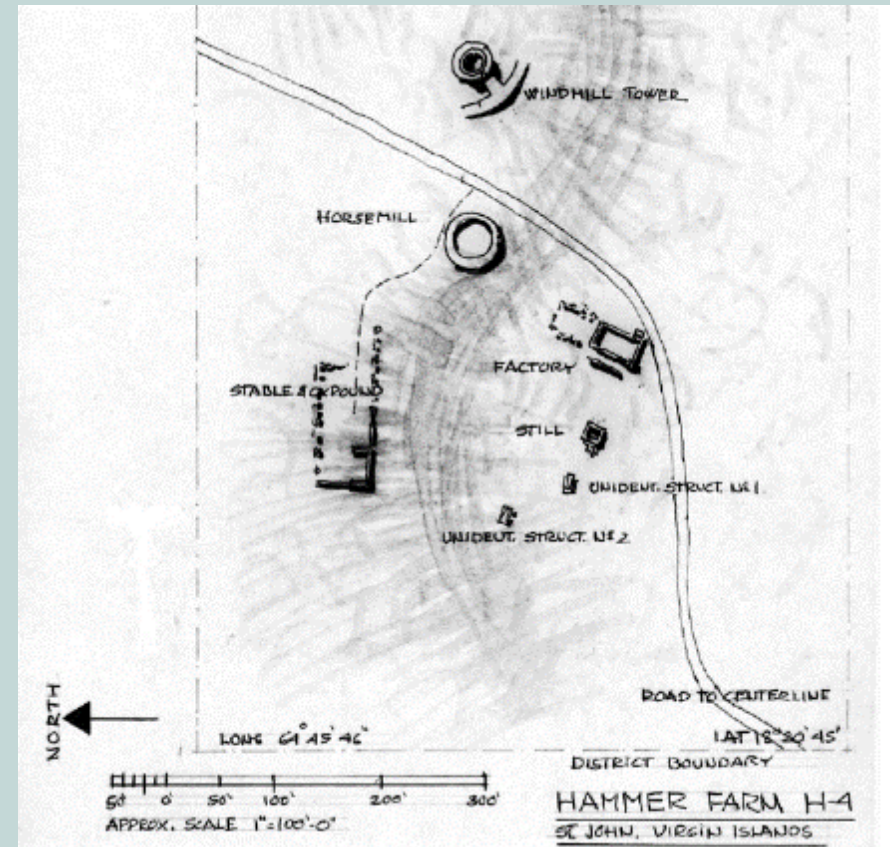 WINDMILL TOWER
HORSEMILL
FACTORY
STABLE & OXPOUND
STILL
UNIDENT. STRUCT. No 1
UNIDENT. STRUCT. No 2
ROAD TO CENTERLINE
NORTH
LONG 64° 45' 46"
LAT 18° 20' 45"
DISTRICT BOUNDARY
50' 0' 50' 100' 200' 300'
APPROX. SCALE 1"=100'-0"
HAMMER FARM H-4
ST JOHN, VIRGIN ISLANDS